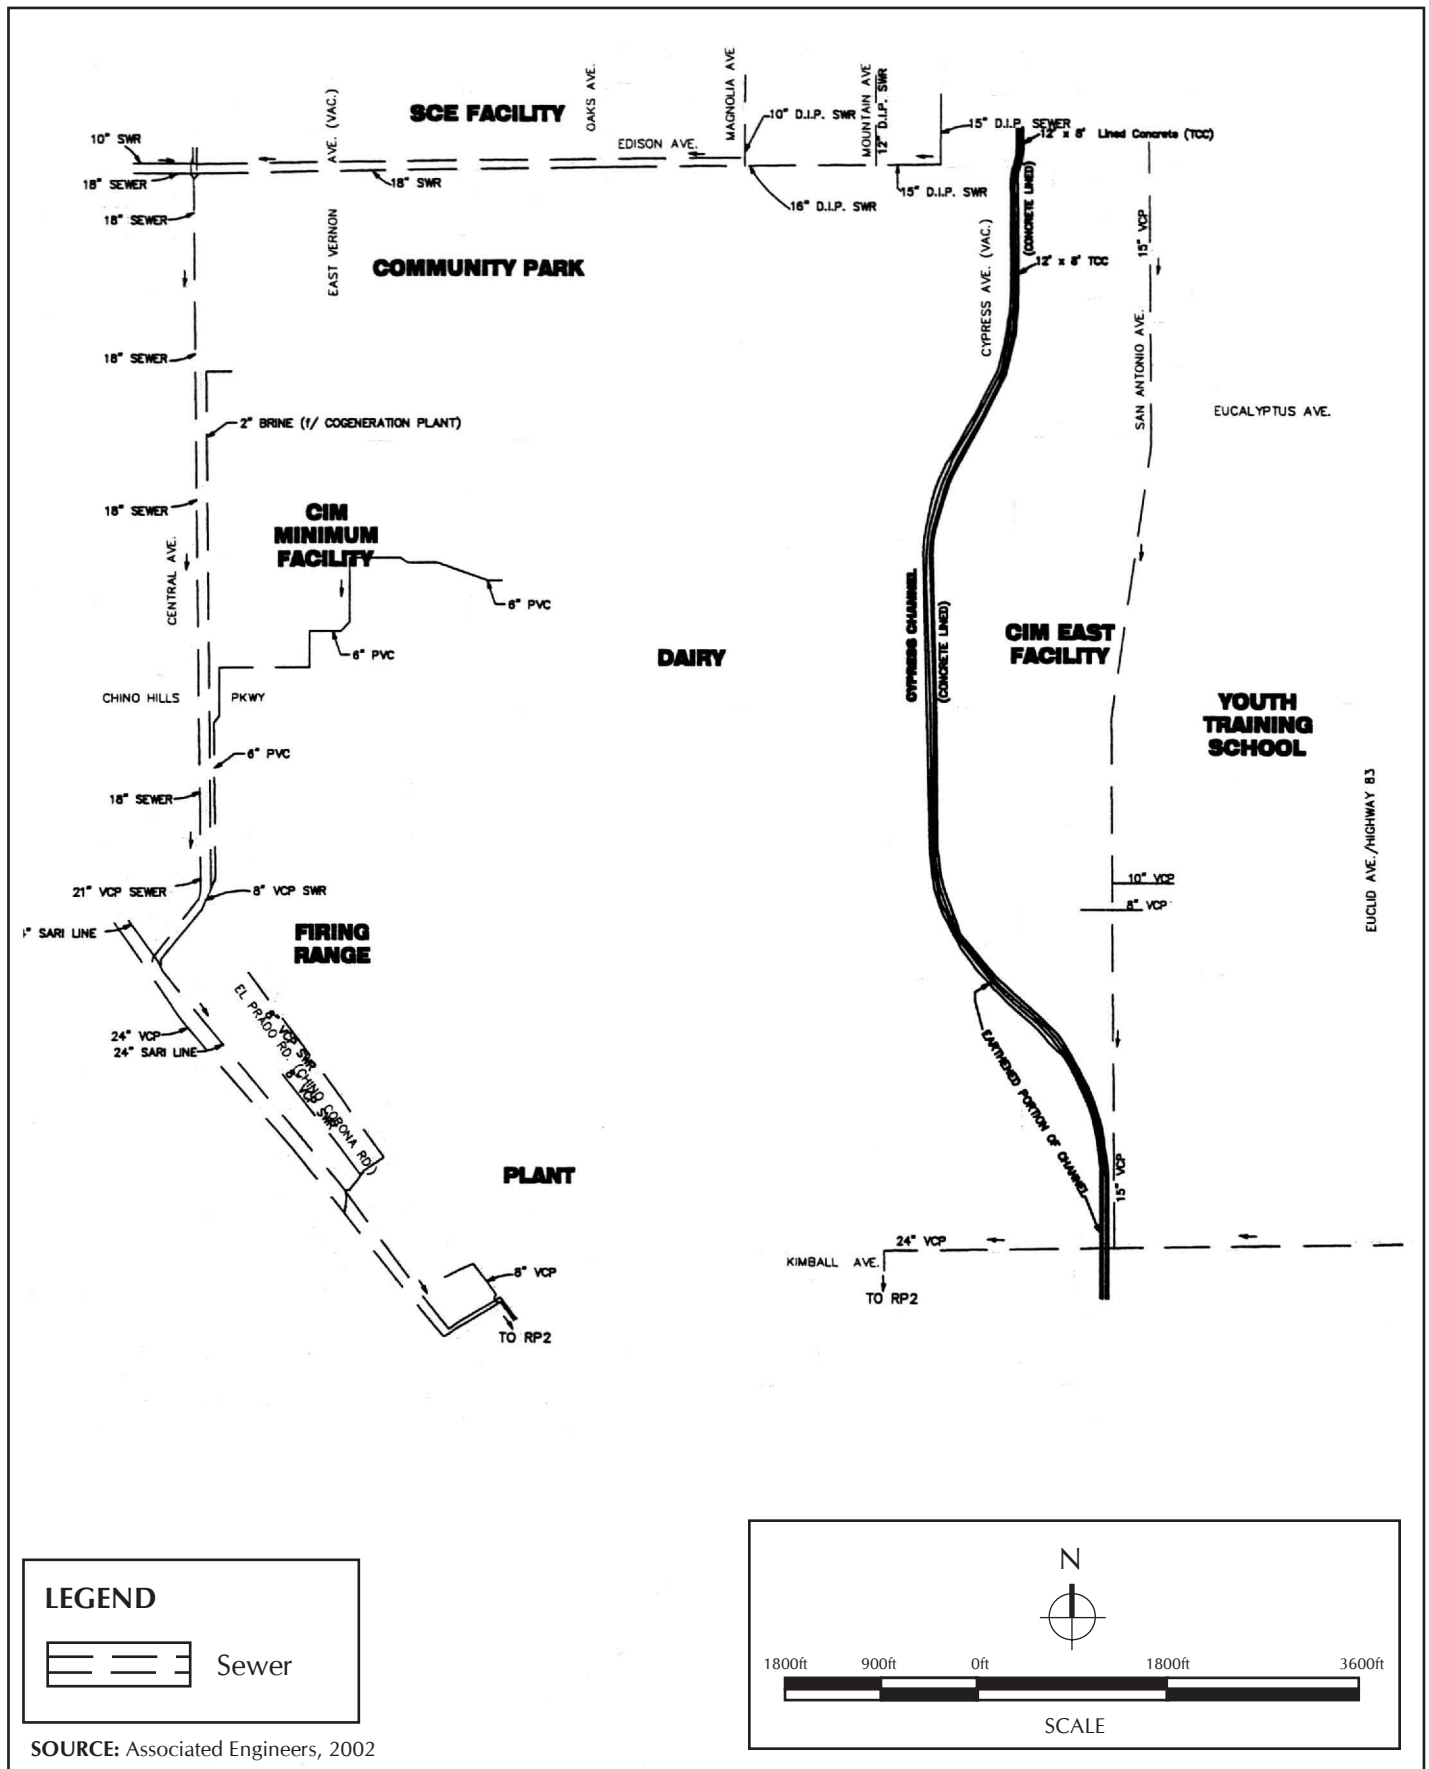 SCE FACILITY
OAKS AVE.
MAGNOLIA AVE
MOUNTAIN AVE
12" D.I.P. SWR
10" D.I.P. SWR
15" D.I.P. SEWER
12' x 8' Lined Concrete (TCC)
10" SWR
AVE. (VAC.)
EDISON AVE.
18" SEWER
18" SWR
16" D.I.P. SWR
15" D.I.P. SWR
18" SEWER
EAST VERNON
COMMUNITY PARK
CYPRESS AVE. (VAC.)
(CONCRETE LINED)
12' x 8' TCC
15" VCP
SAN ANTONIO AVE.
18" SEWER
EUCALYPTUS AVE.
2" BRINE (f/ COGENERATION PLANT)
18" SEWER
CIM
MINIMUM
FACILITY
CENTRAL AVE.
6" PVC
6" PVC
DAIRY
CYPRESS CHANNEL
(CONCRETE LINED)
CIM EAST
FACILITY
CHINO HILLS PKWY
YOUTH
TRAINING
SCHOOL
6" PVC
18" SEWER
EUCLID AVE./HIGHWAY 83
21" VCP SEWER
8" VCP SWR
10" VCP
8" VCP
" SARI LINE
FIRING
RANGE
EL PRADO RD. (CHINO CORONA RD.)
8" VCP SWR
8" VCP SWR
24" VCP
24" SARI LINE
EARTHENED PORTION OF CHANNEL
PLANT
15" VCP
24" VCP
KIMBALL AVE.
8" VCP
TO RP2
TO RP2
LEGEND
Sewer
N
1800ft 900ft 0ft 1800ft 3600ft
SCALE
SOURCE: Associated Engineers, 2002